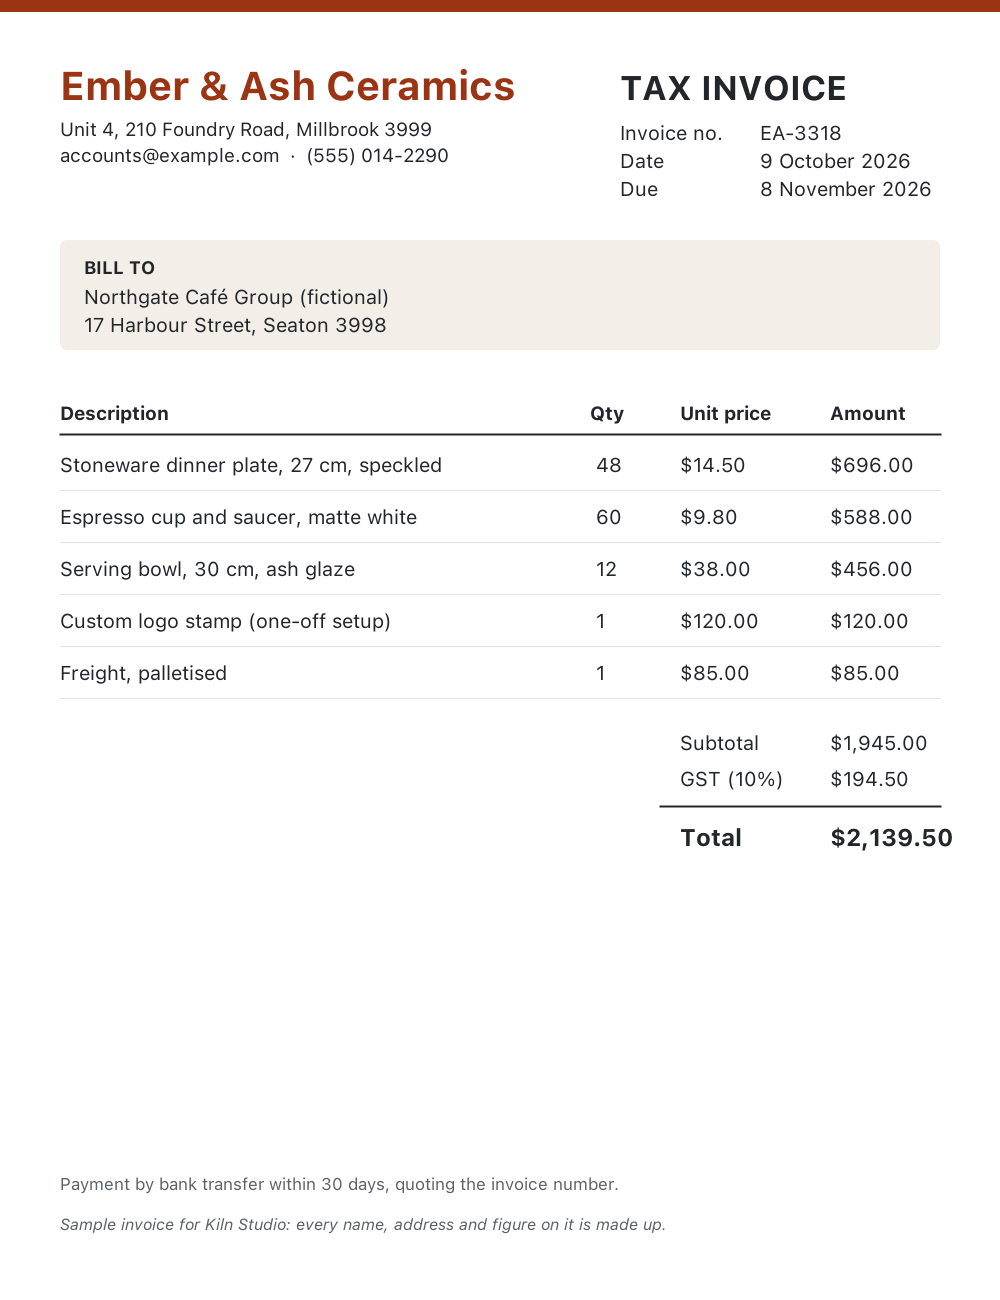 Ember & Ash Ceramics
Unit 4, 210 Foundry Road, Millbrook 3999
accounts@example.com · (555) 014-2290
TAX INVOICE
Invoice no. EA-3318
Date 9 October 2026
Due 8 November 2026
BILL TO
Northgate Café Group (fictional)
17 Harbour Street, Seaton 3998
Description Qty Unit price Amount
Stoneware dinner plate, 27 cm, speckled 48 $14.50 $696.00
Espresso cup and saucer, matte white 60 $9.80 $588.00
Serving bowl, 30 cm, ash glaze 12 $38.00 $456.00
Custom logo stamp (one-off setup) 1 $120.00 $120.00
Freight, palletised 1 $85.00 $85.00
Subtotal $1,945.00
GST (10%) $194.50
Total $2,139.50
Payment by bank transfer within 30 days, quoting the invoice number.
Sample invoice for Kiln Studio: every name, address and figure on it is made up.